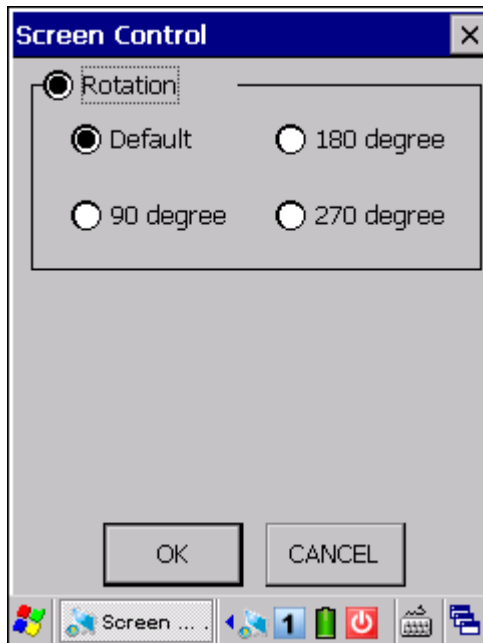 Screen Control
Rotation
Default
180 degree
90 degree
270 degree
OK
CANCEL
Screen ... .
1